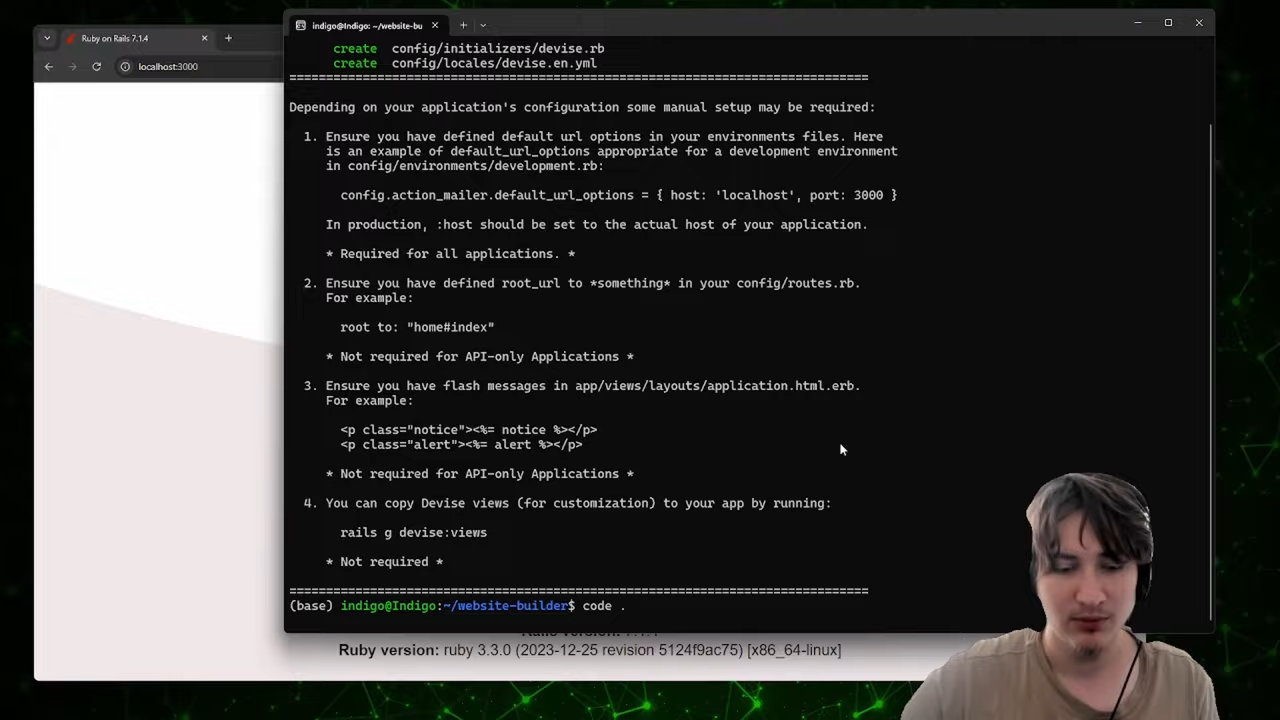 Ruby on Rails 7.1.4
localhost:3000
indigo@Indigo: ~/website-bu
create config/initializers/devise.rb
create config/locales/devise.en.yml
===============================================================================
Depending on your application's configuration some manual setup may be required:
1. Ensure you have defined default url options in your environments files. Here
is an example of default_url_options appropriate for a development environment
in config/environments/development.rb:
config.action_mailer.default_url_options = { host: 'localhost', port: 3000 }
In production, :host should be set to the actual host of your application.
* Required for all applications. *
2. Ensure you have defined root_url to *something* in your config/routes.rb.
For example:
root to: "home#index"
* Not required for API-only Applications *
3. Ensure you have flash messages in app/views/layouts/application.html.erb.
For example:
<p class="notice"><%= notice %></p>
<p class="alert"><%= alert %></p>
* Not required for API-only Applications *
4. You can copy Devise views (for customization) to your app by running:
rails g devise:views
* Not required *
===============================================================================
(base) indigo@Indigo:~/website-builder$ code .
Ruby version: ruby 3.3.0 (2023-12-25 revision 5124f9ac75) [x86_64-linux]